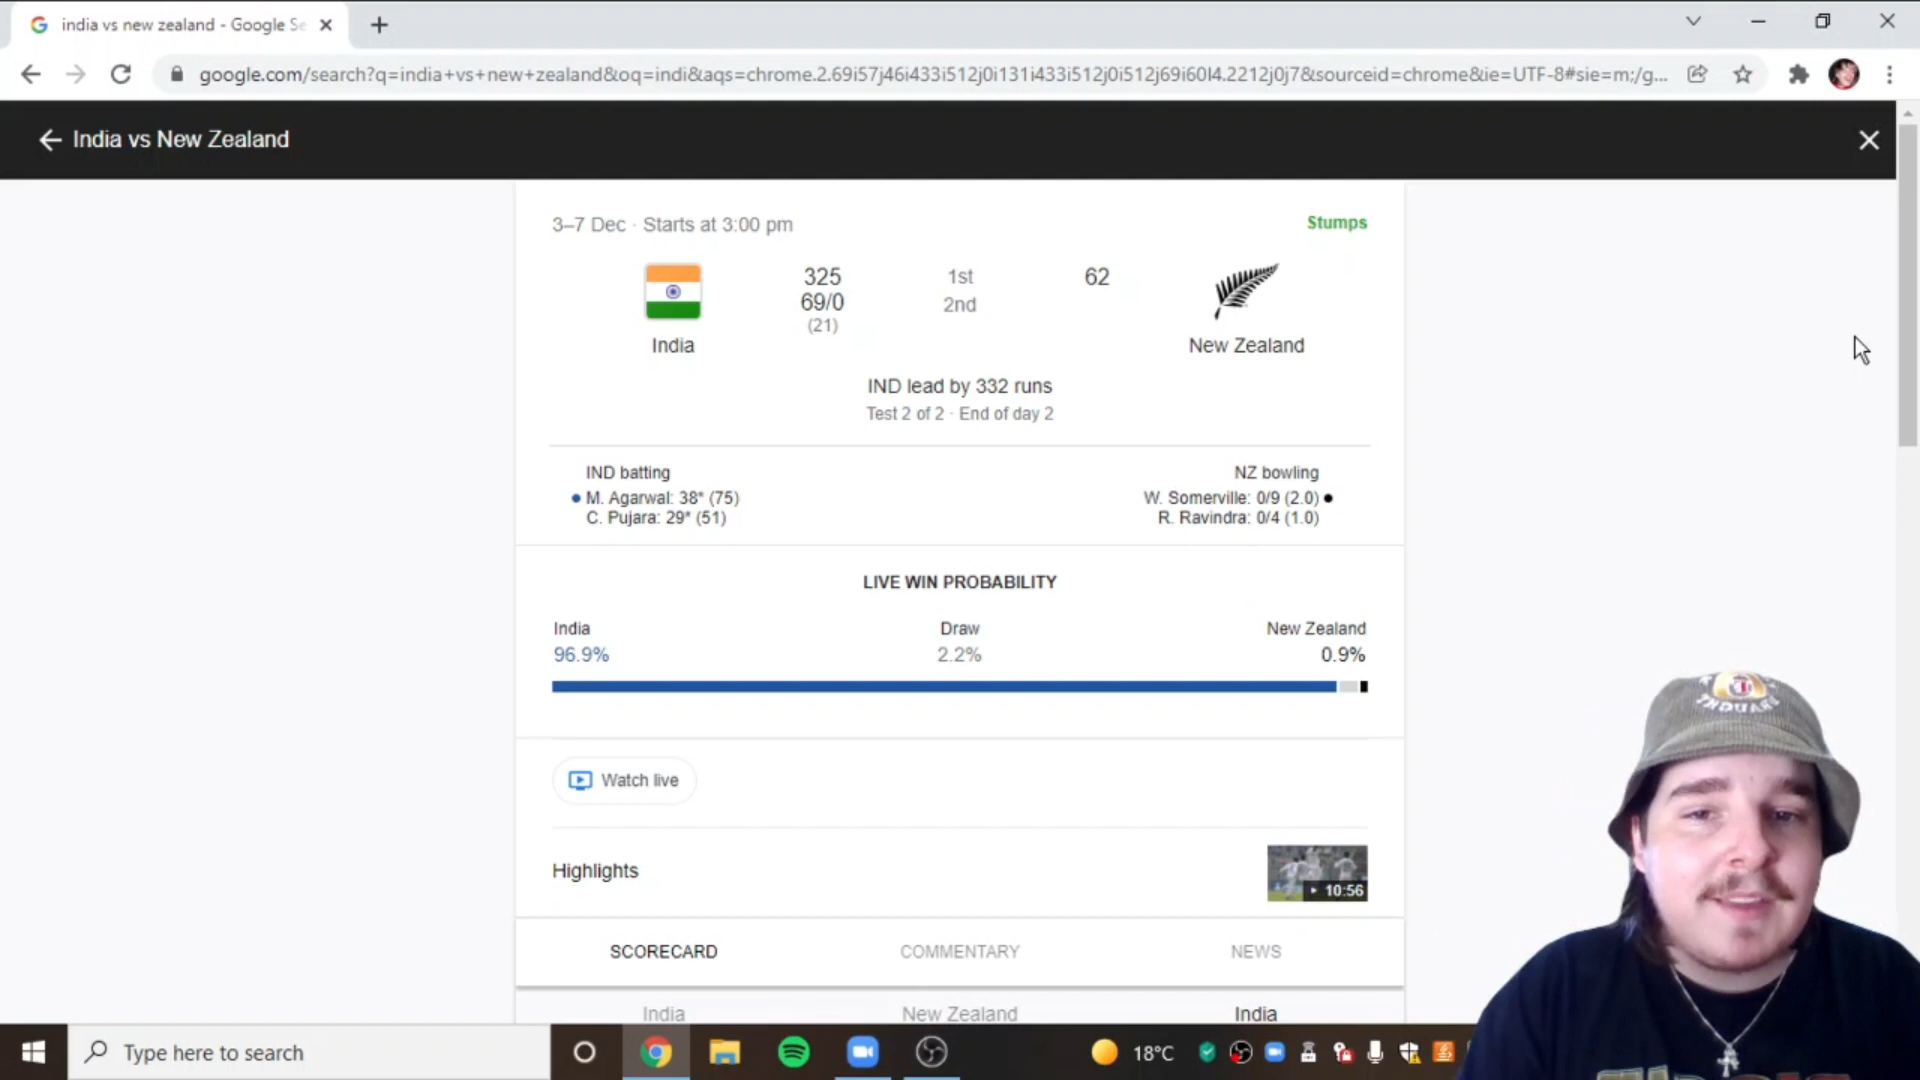 india vs new zealand - Google Se
google.com/search?q=india+vs+new+zealand&oq=indi&aqs=chrome.2.69i57j46i433i512j0i131i433i512j0i512j69i60l4.2212j0j7&sourceid=chrome&ie=UTF-8#sie=m;/g...
India vs New Zealand
3–7 Dec · Starts at 3:00 pm
Stumps
325 1st 62
69/0 2nd
(21)
India New Zealand
IND lead by 332 runs
Test 2 of 2 · End of day 2
IND batting NZ bowling
M. Agarwal: 38* (75) W. Somerville: 0/9 (2.0)
C. Pujara: 29* (51) R. Ravindra: 0/4 (1.0)
LIVE WIN PROBABILITY
India Draw New Zealand
96.9% 2.2% 0.9%
Watch live
Highlights
10:56
SCORECARD COMMENTARY NEWS
India New Zealand India
Type here to search
18°C